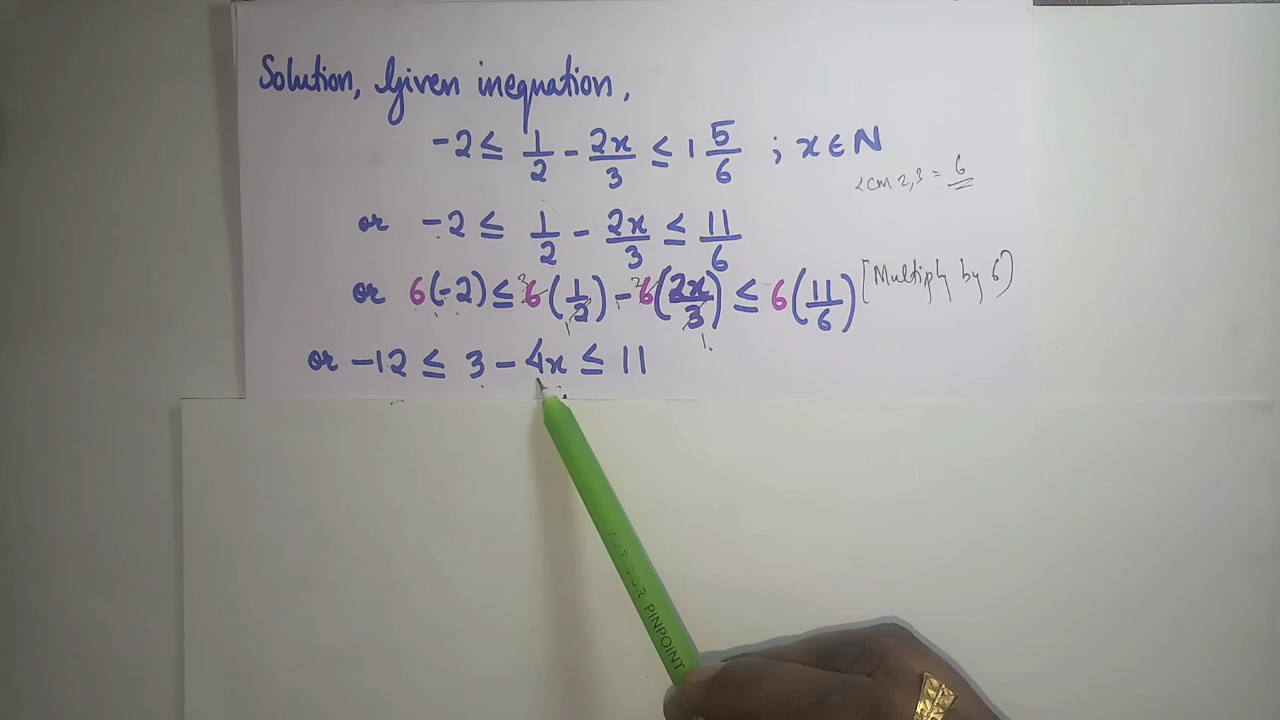 Solution, Given inequation,
-2 ≤ 1/2 - 2x/3 ≤ 1 5/6 ; x ∈ N
LCM 2,3 = 6
or -2 ≤ 1/2 - 2x/3 ≤ 11/6
or 6(-2) ≤ 6(1/2) - 6(2x/3) ≤ 6(11/6) [Multiply by 6)
or -12 ≤ 3 - 4x ≤ 11
PINPOINT